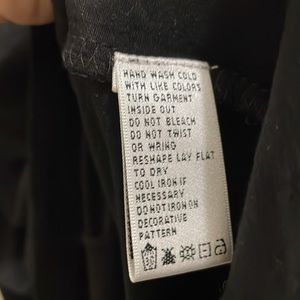 HAND WASH COLD
WITH LIKE COLORS
TURN GARMENT
INSIDE OUT
DO NOT BLEACH
DO NOT TWIST
OR WRING
RESHAPE LAY FLAT
TO DRY
COOL IRON IF
NECESSARY
DO NOT IRON ON
DECORATIVE
PATTERN